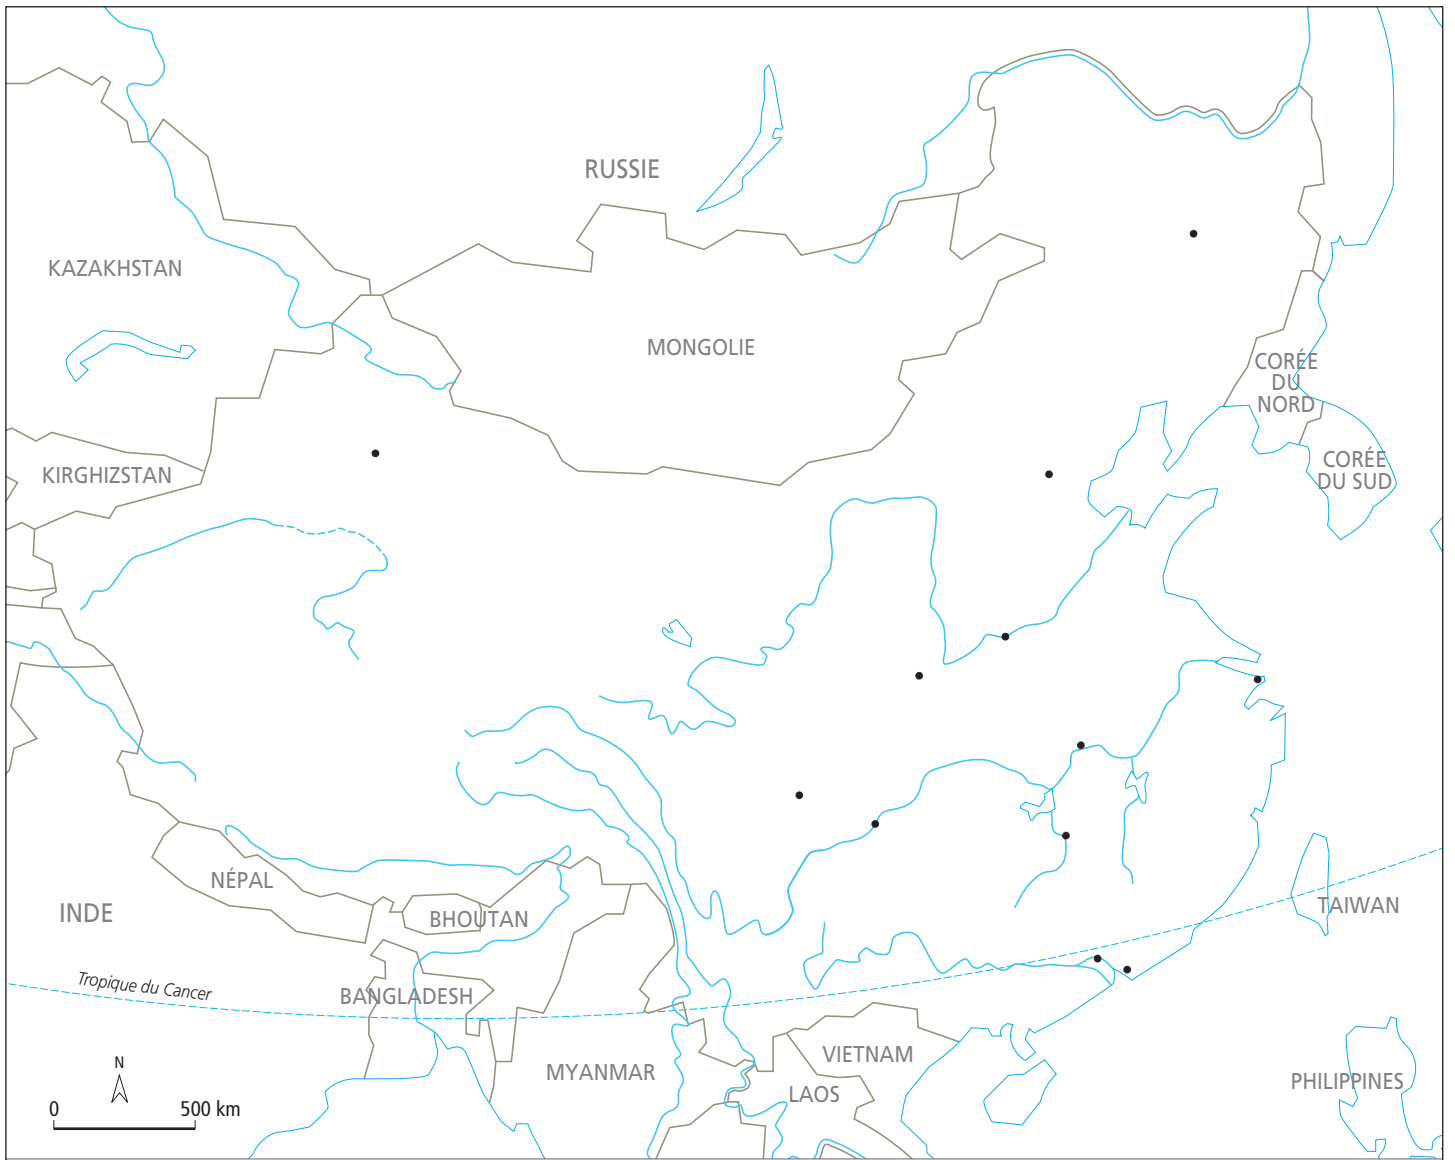 RUSSIE
KAZAKHSTAN
MONGOLIE
CORÉE
DU
NORD
CORÉE
DU SUD
KIRGHIZSTAN
NÉPAL
INDE
BHOUTAN
TAIWAN
Tropique du Cancer
BANGLADESH
VIETNAM
MYANMAR
LAOS
PHILIPPINES
N
0 500 km